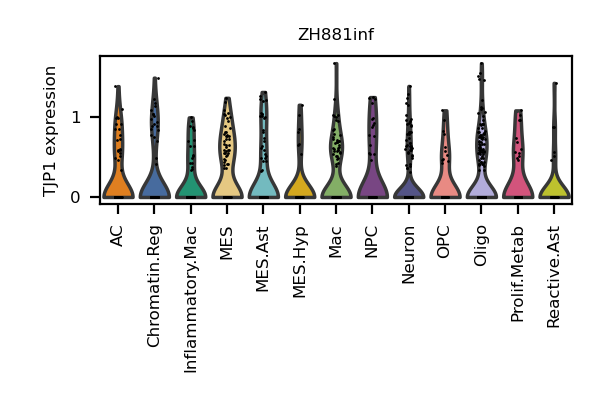 ZH881inf
TJP1 expression
1
0
AC
Chromatin.Reg
Inflammatory.Mac
MES
MES.Ast
MES.Hyp
Mac
NPC
Neuron
OPC
Oligo
Prolif.Metab
Reactive.Ast